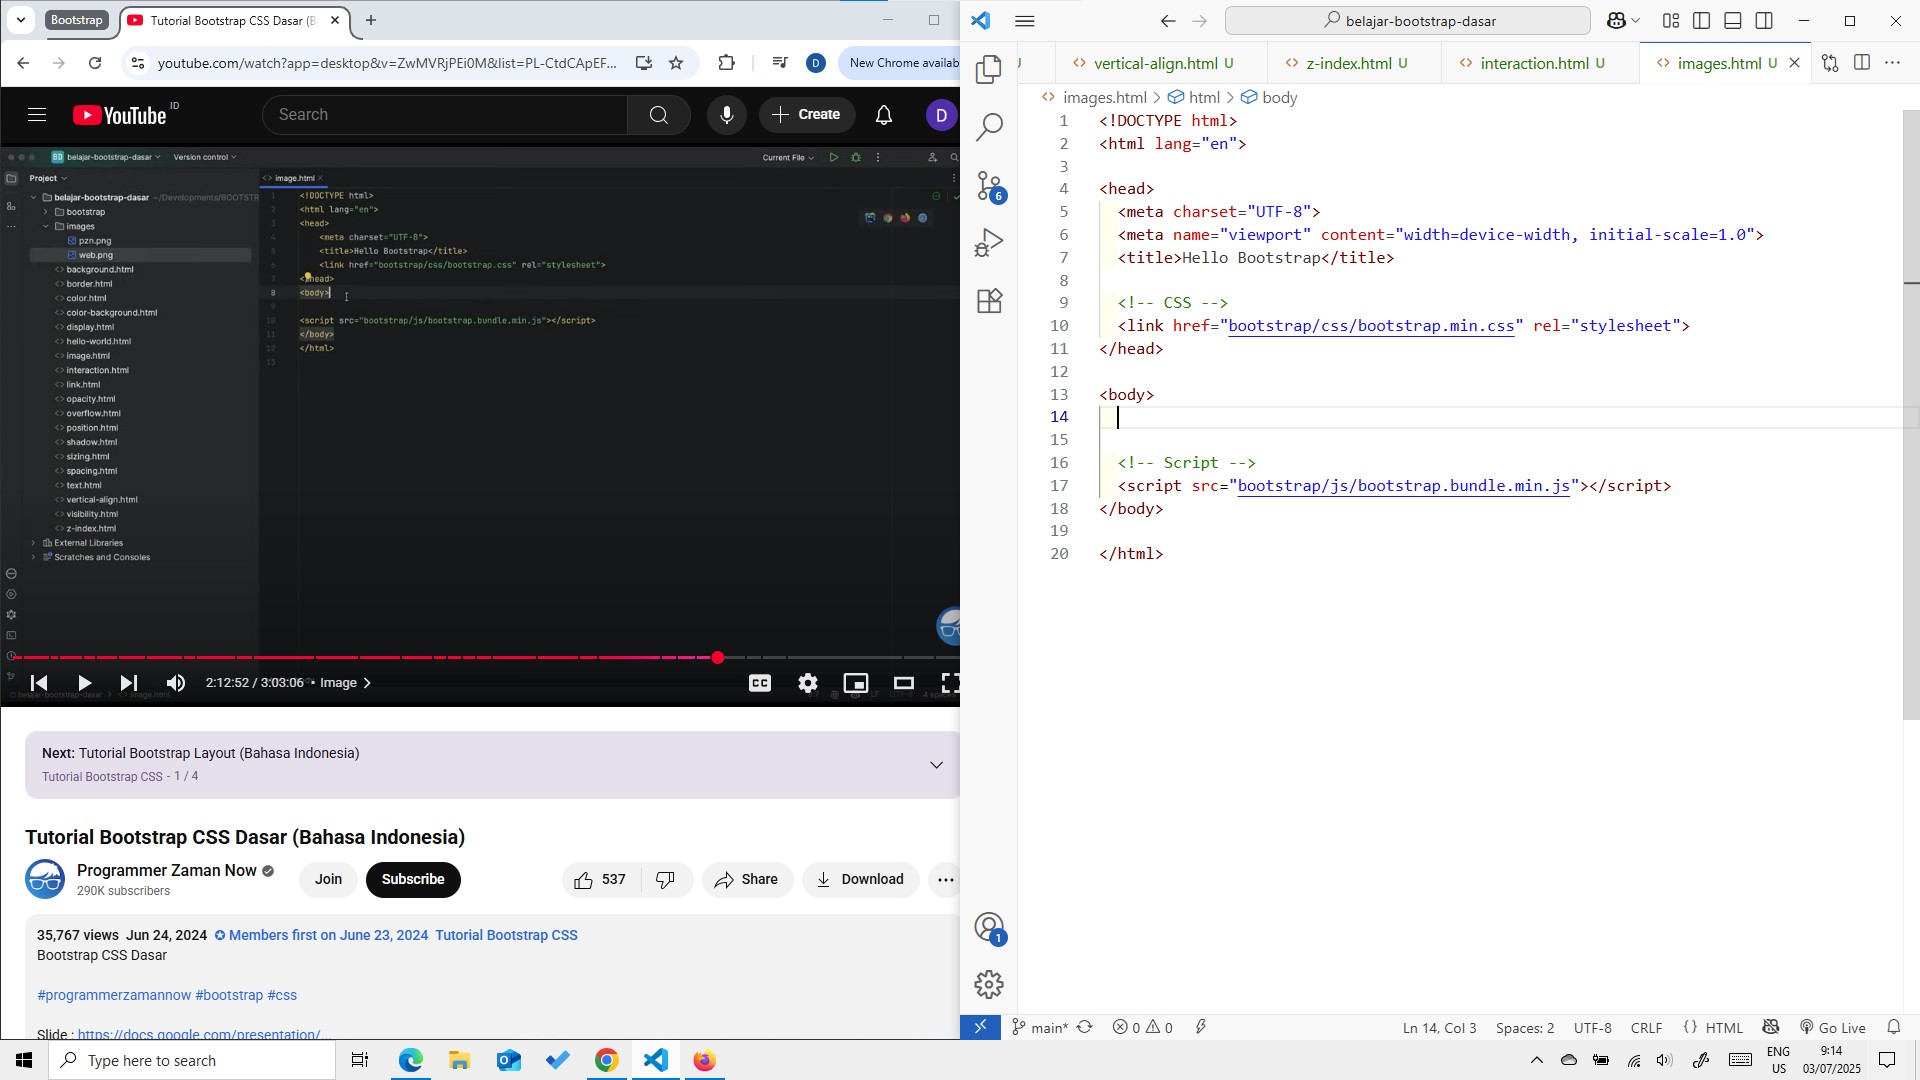 Bootstrap
Tutorial Bootstrap CSS Dasar (B
youtube.com/watch?app=desktop&v=ZwMVRjPEi0M&list=PL-CtdCApEF...
D
New Chrome availab
YouTube ID
Search
Create
D
BD belajar-bootstrap-dasar
Version control
Current File
Project
image.html
belajar-bootstrap-dasar ~/Developments/BOOTSTR
bootstrap
images
pzn.png
web.png
background.html
border.html
color.html
color-background.html
display.html
hello-world.html
image.html
interaction.html
link.html
opacity.html
overflow.html
position.html
shadow.html
sizing.html
spacing.html
text.html
vertical-align.html
visibility.html
z-index.html
External Libraries
Scratches and Consoles
1 <!DOCTYPE html>
2 <html lang="en">
3 <head>
4 <meta charset="UTF-8">
5 <title>Hello Bootstrap</title>
6 <link href="bootstrap/css/bootstrap.css" rel="stylesheet">
7 </head>
8 <body>
9
10 <script src="bootstrap/js/bootstrap.bundle.min.js"></script>
11 </body>
12 </html>
13
2:12:52 / 3:03:06 • Image
CC
Next: Tutorial Bootstrap Layout (Bahasa Indonesia)
Tutorial Bootstrap CSS - 1 / 4
Tutorial Bootstrap CSS Dasar (Bahasa Indonesia)
Programmer Zaman Now
290K subscribers
Join
Subscribe
537
Share
Download
35,767 views Jun 24, 2024 Members first on June 23, 2024 Tutorial Bootstrap CSS
Bootstrap CSS Dasar
#programmerzamannow #bootstrap #css
Slide : https://docs.google.com/presentation/...
belajar-bootstrap-dasar
U
vertical-align.html U
z-index.html U
interaction.html U
images.html U
images.html > html > body
1 <!DOCTYPE html>
2 <html lang="en">
3
4 <head>
5 <meta charset="UTF-8">
6 <meta name="viewport" content="width=device-width, initial-scale=1.0">
7 <title>Hello Bootstrap</title>
8
9 <!-- CSS -->
10 <link href="bootstrap/css/bootstrap.min.css" rel="stylesheet">
11 </head>
12
13 <body>
14
15
16 <!-- Script -->
17 <script src="bootstrap/js/bootstrap.bundle.min.js"></script>
18 </body>
19
20 </html>
6
1
main*
0 0
Ln 14, Col 3
Spaces: 2
UTF-8
CRLF
{} HTML
Go Live
Type here to search
ENG
US
9:14
03/07/2025